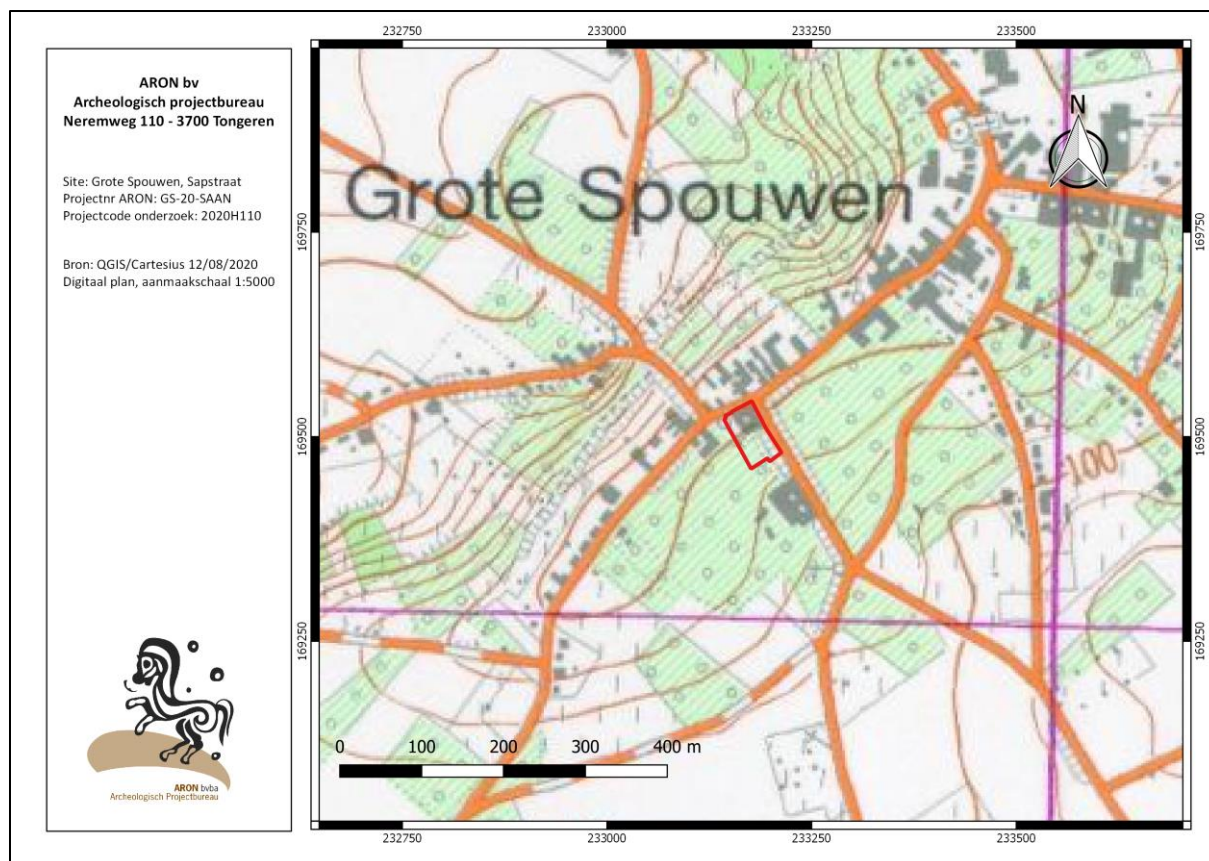 ARON bv
Archeologisch projectbureau
Neremweg 110 - 3700 Tongeren
Site: Grote Spouwen, Sapstraat
Projectnr ARON: GS-20-SAAN
Projectcode onderzoek: 2020H110
Bron: QGIS/Cartesius 12/08/2020
Digitaal plan, aanmaakschaal 1:5000
ARON bvba
Archeologisch Projectbureau
232750 233000 233250 233500
N
Grote Spouwen
169750 169750
169500 169500
100
169250 169250
0 100 200 300 400 m
232750 233000 233250 233500